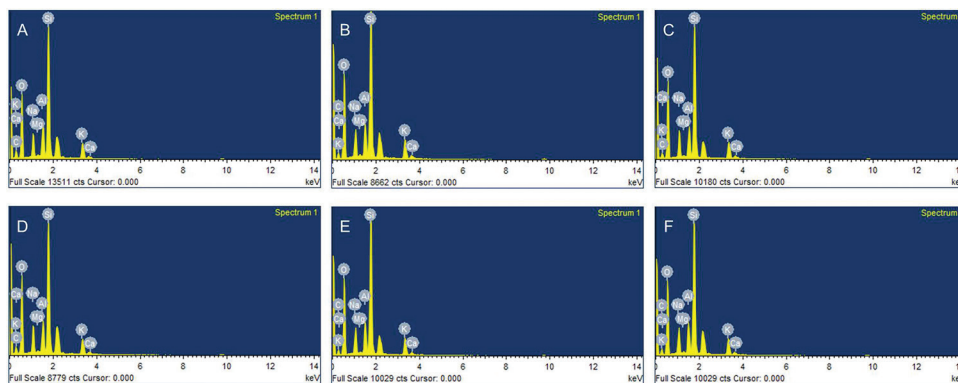 A
Spectrum 1
Si
O
K
Ca
C
Na
Mg
Al
K
Ca
0 2 4 6 8 10 12 14
Full Scale 13511 cts Cursor: 0.000 keV
B
Spectrum 1
Si
O
C
Ca
K
Na
Mg
Al
K
Ca
0 2 4 6 8 10 12 14
Full Scale 8662 cts Cursor: 0.000 keV
C
Spectrum
Si
O
Ca
K
C
Na
Mg
Al
K
Ca
0 2 4 6 8 10 12 1
Full Scale 10180 cts Cursor: 0.000 ke
D
Spectrum 1
Si
O
Ca
K
C
Na
Mg
Al
K
Ca
0 2 4 6 8 10 12 14
Full Scale 8779 cts Cursor: 0.000 keV
E
Spectrum 1
Si
O
C
Ca
K
Na
Mg
Al
K
Ca
0 2 4 6 8 10 12 14
Full Scale 10029 cts Cursor: 0.000 keV
F
Spectrum
Si
O
C
Ca
K
Na
Mg
Al
K
Ca
0 2 4 6 8 10 12 1
Full Scale 10029 cts Cursor: 0.000 ke